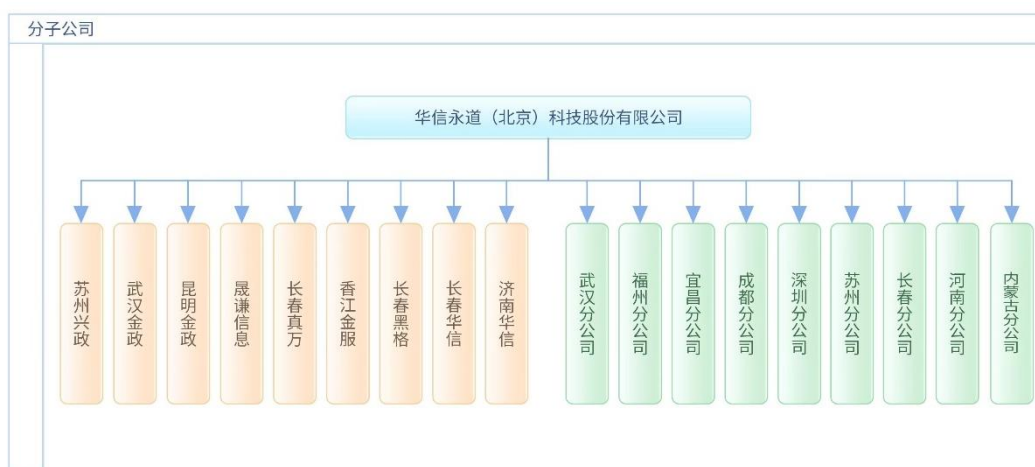 分子公司
华信永道（北京）科技股份有限公司
苏州兴政
武汉金政
昆明金政
晟谦信息
长春真万
香江金服
长春黑格
长春华信
济南华信
武汉分公司
福州分公司
宜昌分公司
成都分公司
深圳分公司
苏州分公司
长春分公司
河南分公司
内蒙古分公司